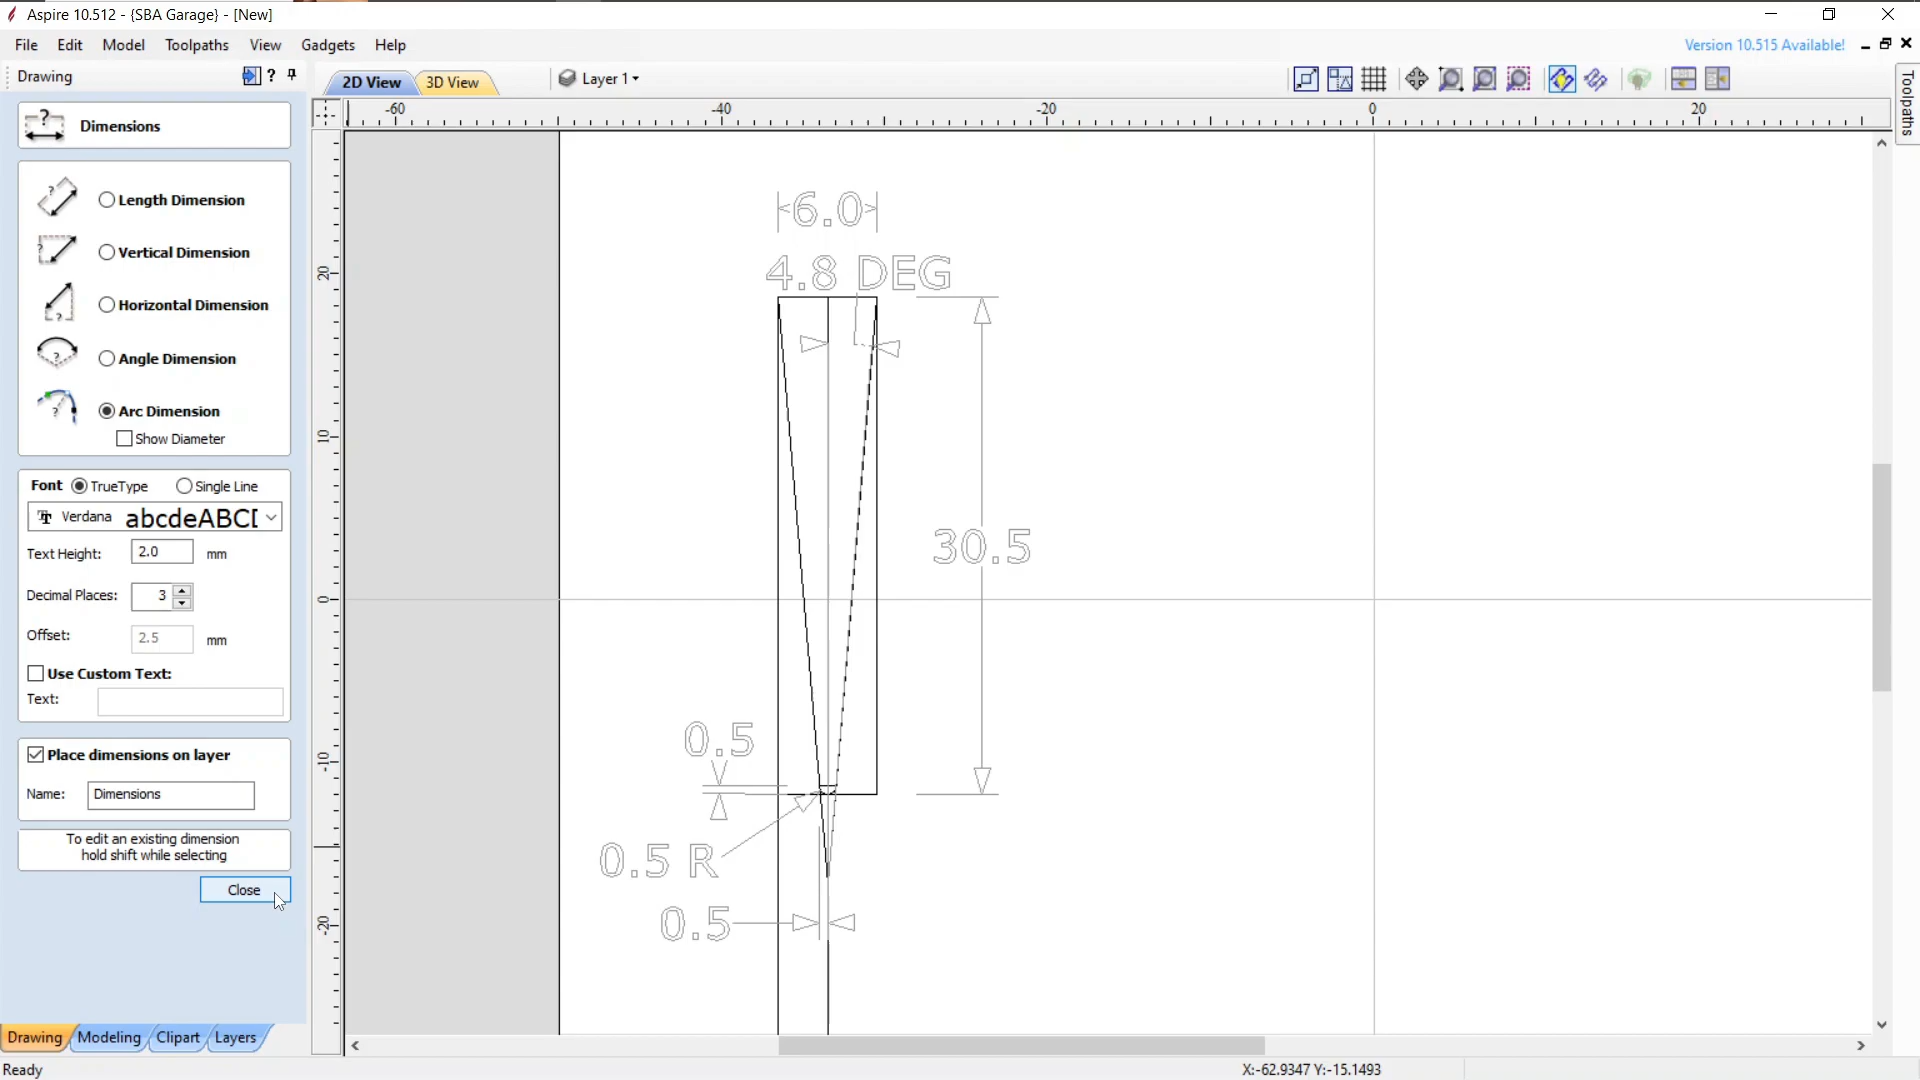 Aspire 10.512 - {SBA Garage} - [New]
File Edit Model Toolpaths View Gadgets Help
Version 10.515 Available!
Drawing
?
2D View
3D View
Layer 1
Toolpaths
-60 -40 -20 0 20
Dimensions
Length Dimension
Vertical Dimension
Horizontal Dimension
Angle Dimension
Arc Dimension
Show Diameter
Font TrueType Single Line
Verdana abcdeABC
Text Height: 2.0 mm
Decimal Places: 3
Offset: 2.5 mm
Use Custom Text:
Text:
Place dimensions on layer
Name: Dimensions
To edit an existing dimension
hold shift while selecting
Close
Drawing Modeling Clipart Layers
20
10
0
-10
-20
6.0
4.8 DEG
30.5
0.5
0.5 R
0.5
Ready
X:-62.9347 Y:-15.1493